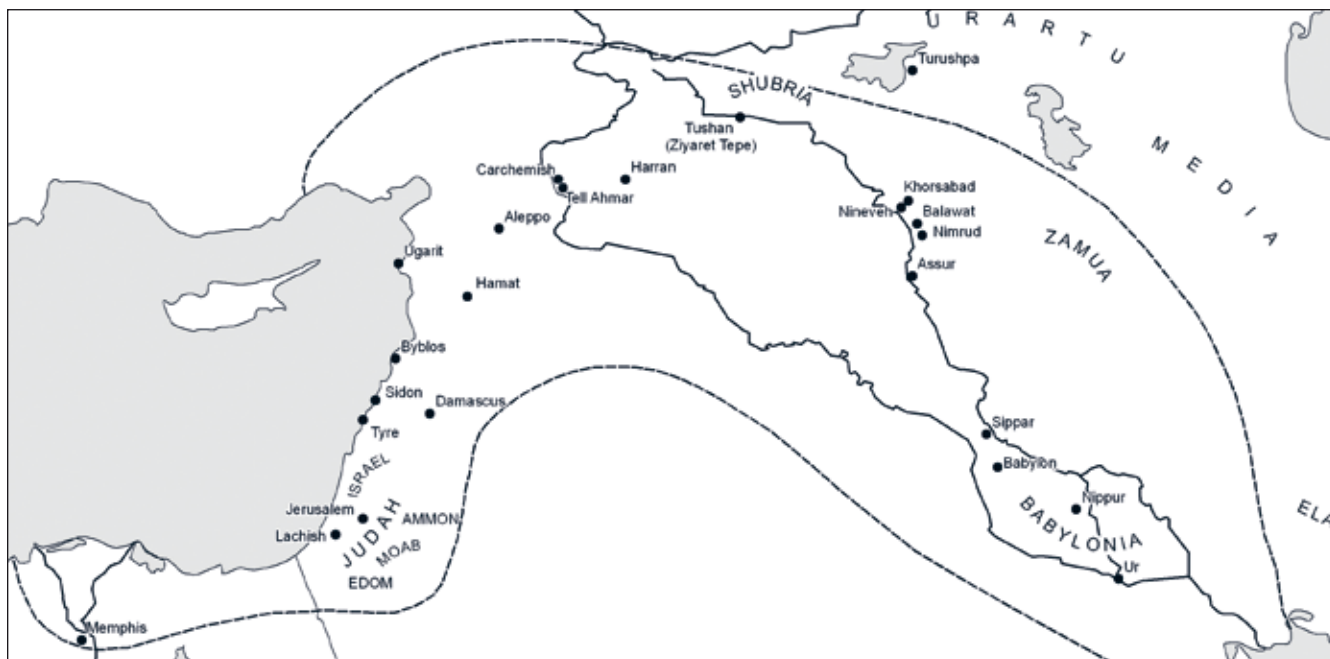 URARTU
Turushpa
SHUBRIA
Tushan
(Ziyaret Tepe)
MEDIA
Carchemish
Harran
Tell Ahmar
Khorsabad
Nineveh
Balawat
Nimrud
Aleppo
ZAMUA
Ugarit
Assur
Hamat
Byblos
Sidon
Damascus
Tyre
Sippar
ISRAEL
Babylon
Jerusalem
AMMON
Nippur
ELA
Lachish
JUDAH
MOAB
BABYLONIA
EDOM
Ur
Memphis